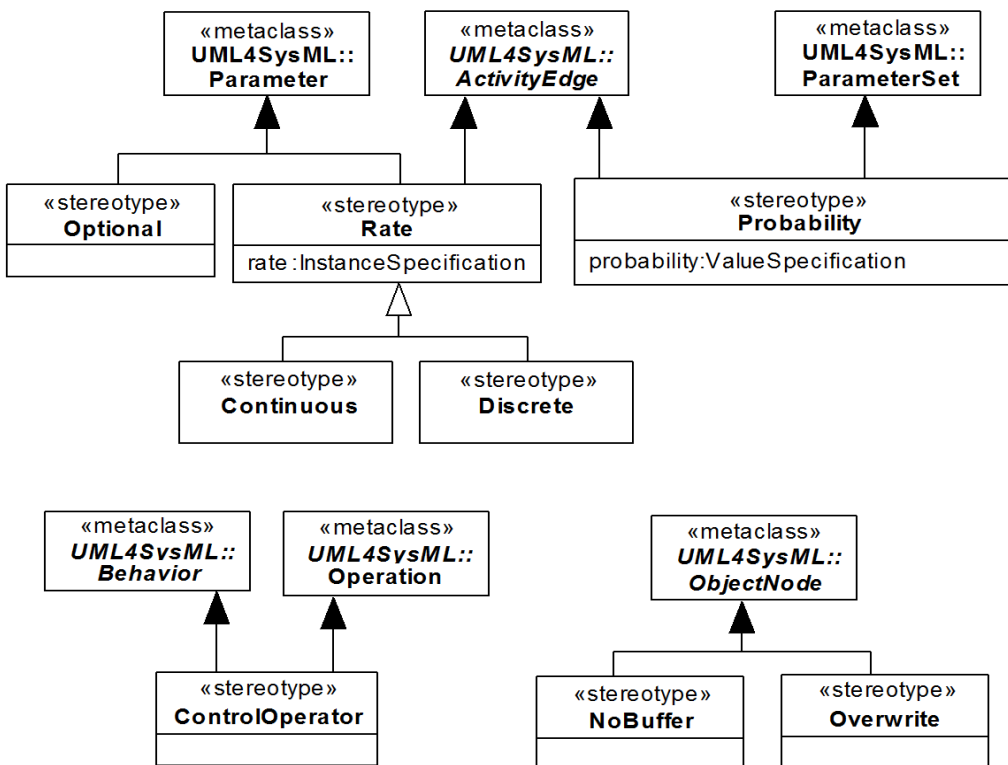 «metaclass»
UML4SysML::
Parameter
«metaclass»
UML4SysML::
ActivityEdge
«metaclass»
UML4SysML::
ParameterSet
«stereotype»
Optional
«stereotype»
Rate
rate:InstanceSpecification
«stereotype»
Probability
probability:ValueSpecification
«stereotype»
Continuous
«stereotype»
Discrete
«metaclass»
UML4SvsML::
Behavior
«metaclass»
UML4SysML::
Operation
«metaclass»
UML4SysML::
ObjectNode
«stereotype»
ControlOperator
«stereotype»
NoBuffer
«stereotype»
Overwrite